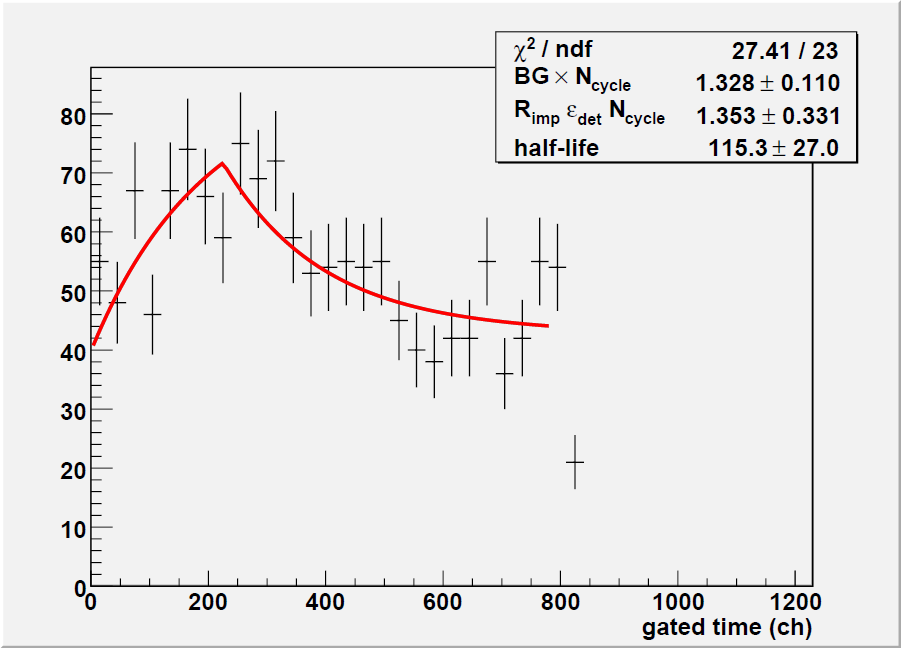 χ² / ndf 27.41 / 23
BG × N_cycle 1.328 ± 0.110
R_imp ε_det N_cycle 1.353 ± 0.331
half-life 115.3 ± 27.0
80
70
60
50
40
30
20
10
0
0 200 400 600 800 1000 1200
gated time (ch)